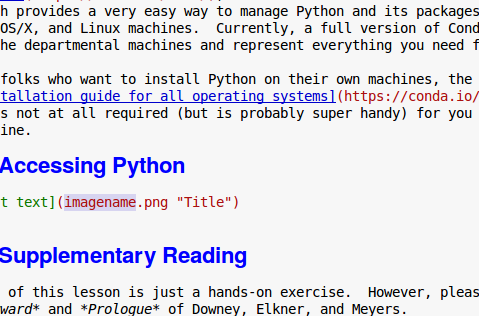 h provides a very easy way to manage Python and its packages
OS/X, and Linux machines.  Currently, a full version of Cond
he departmental machines and represent everything you need f
folks who want to install Python on their own machines, the
tallation guide for all operating systems](https://conda.io/
s not at all required (but is probably super handy) for you
ine.
Accessing Python
t text](imagename.png "Title")
Supplementary Reading
of this lesson is just a hands-on exercise.  However, pleas
ward* and *Prologue* of Downey, Elkner, and Meyers.